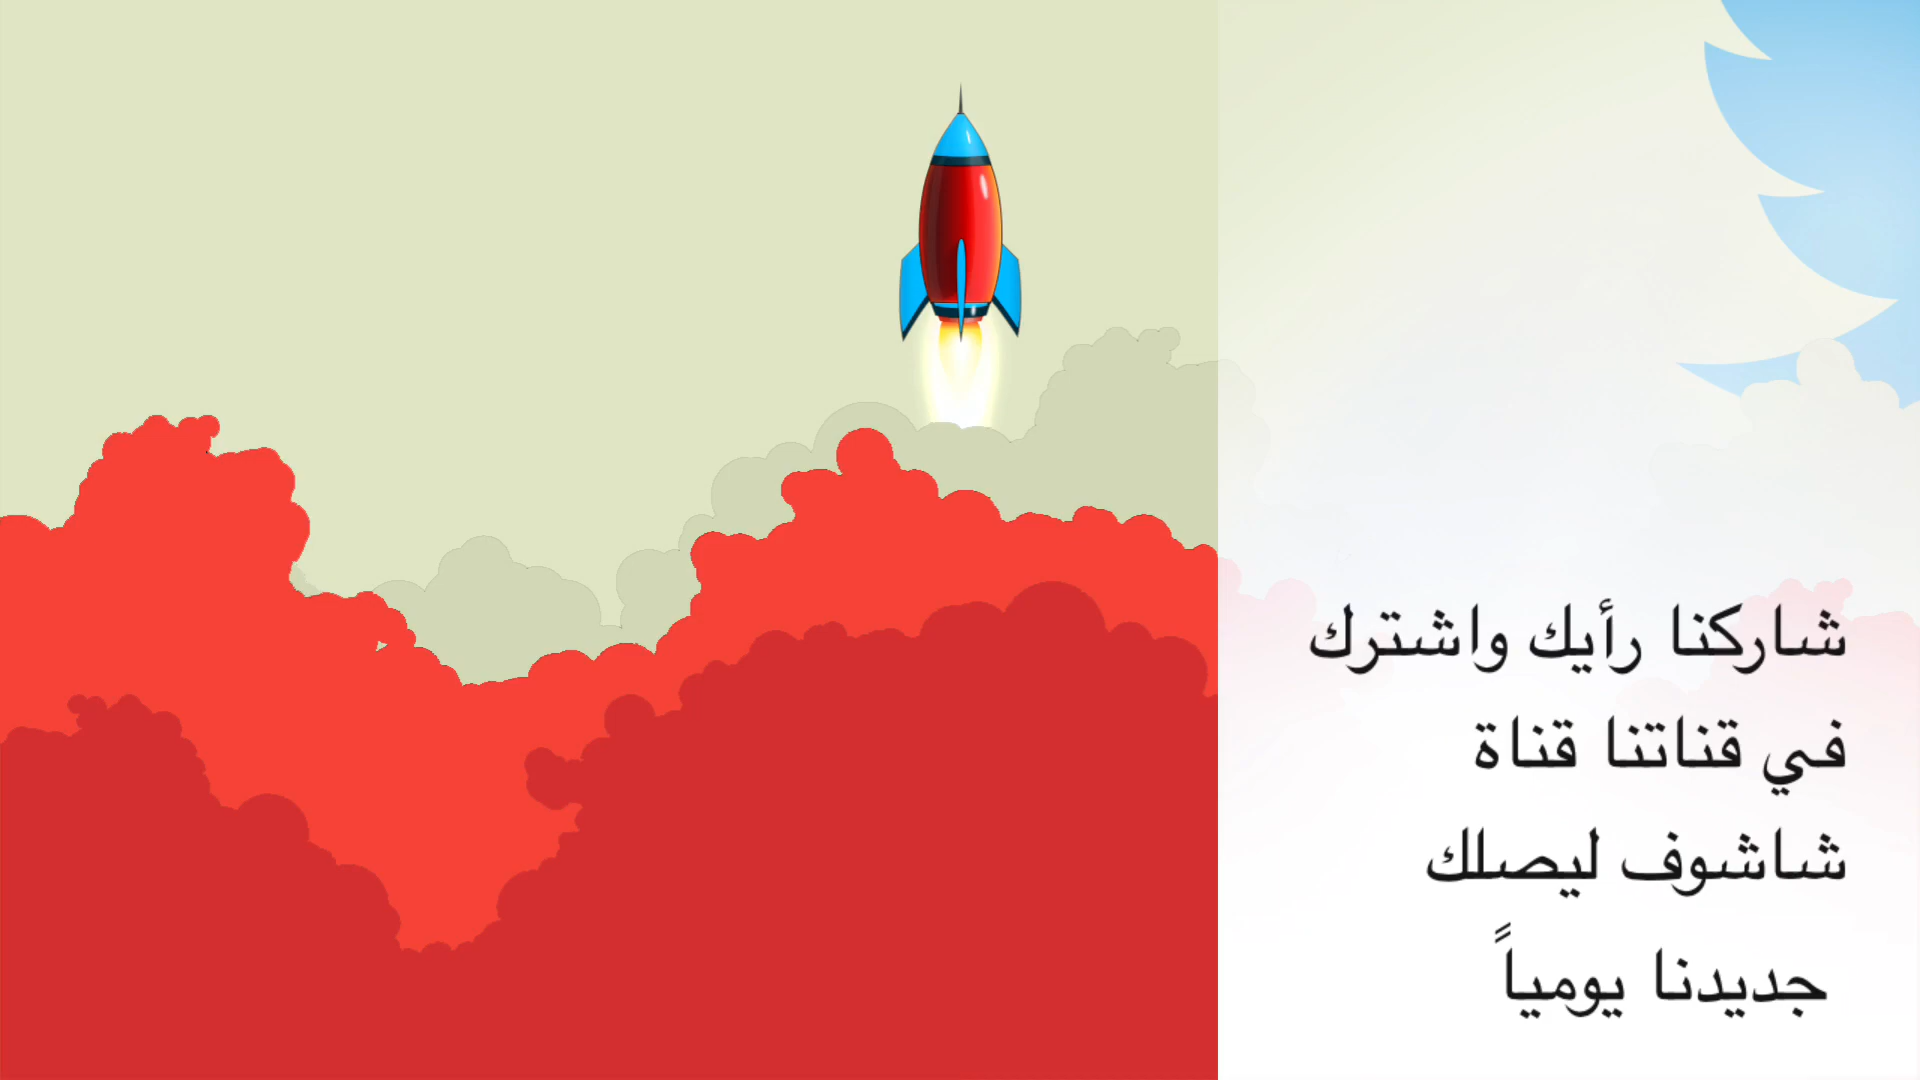 شاركنا رأيك واشترك
في قناتنا قناة
شاشوف ليصلك
جديدنا يومياً